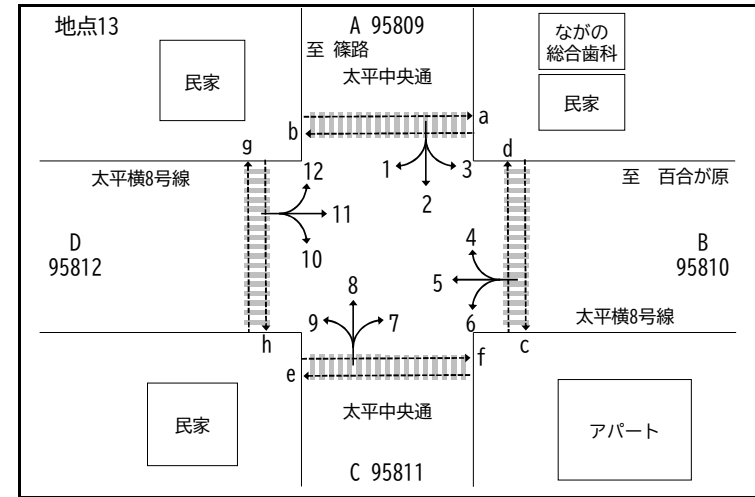 地点13
A 95809
至 篠路
太平中央通
ながの
総合歯科
民家
民家
a
b
g
d
1
2
3
12
11
10
太平横8号線
至 百合が原
D
95812
B
95810
4
5
6
8
9
7
太平横8号線
h
c
e
f
太平中央通
民家
アパート
C 95811